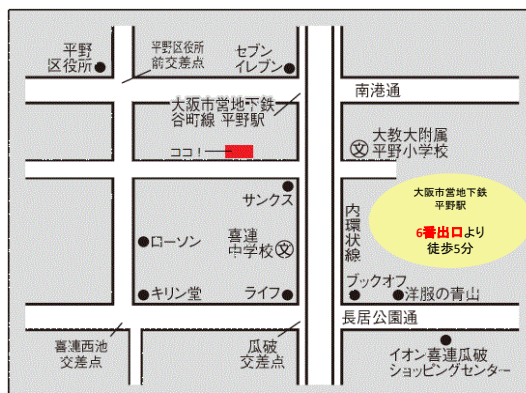 平野
区役所
平野区役所
前交差点
セブン
イレブン
南港通
大阪市営地下鉄
谷町線 平野駅
ココ！
大教大附属
平野小学校
サンクス
大阪市営地下鉄
平野駅
6番出口より
徒歩5分
内環状線
ローソン
喜連
中学校
文
文
ブックオフ
キリン堂
ライフ
洋服の青山
長居公園通
喜連西池
交差点
瓜破
交差点
イオン喜連瓜破
ショッピングセンター